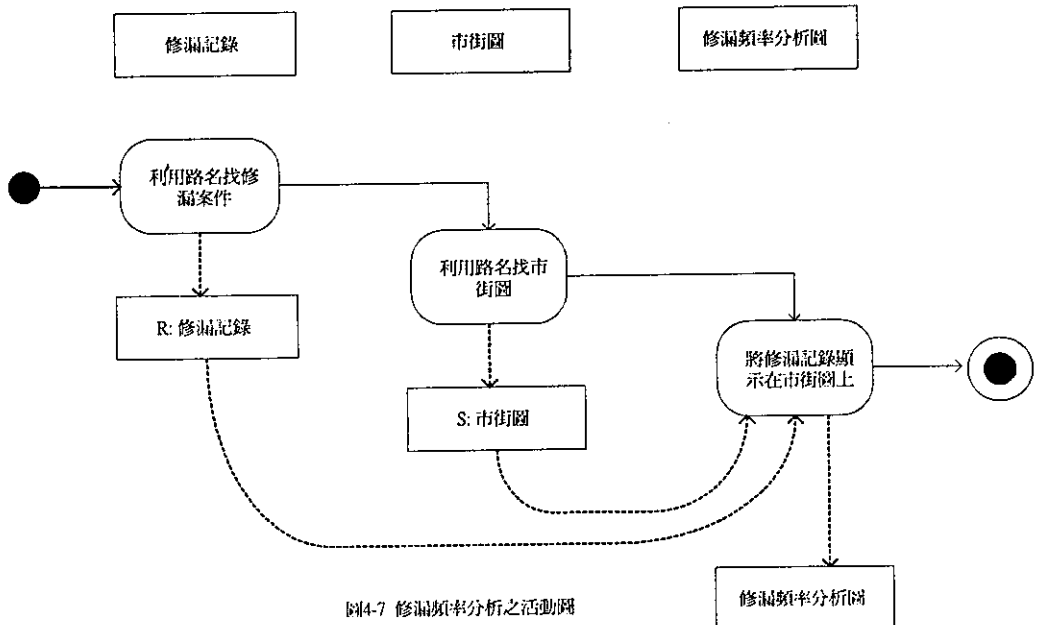 修漏記錄
市街圖
修漏頻率分析圖
利用路名找修
漏案件
利用路名找市
街圖
R: 修漏記錄
將修漏記錄顯
示在市街圖上
S: 市街圖
修漏頻率分析圖
圖4-7 修漏頻率分析之活動圖